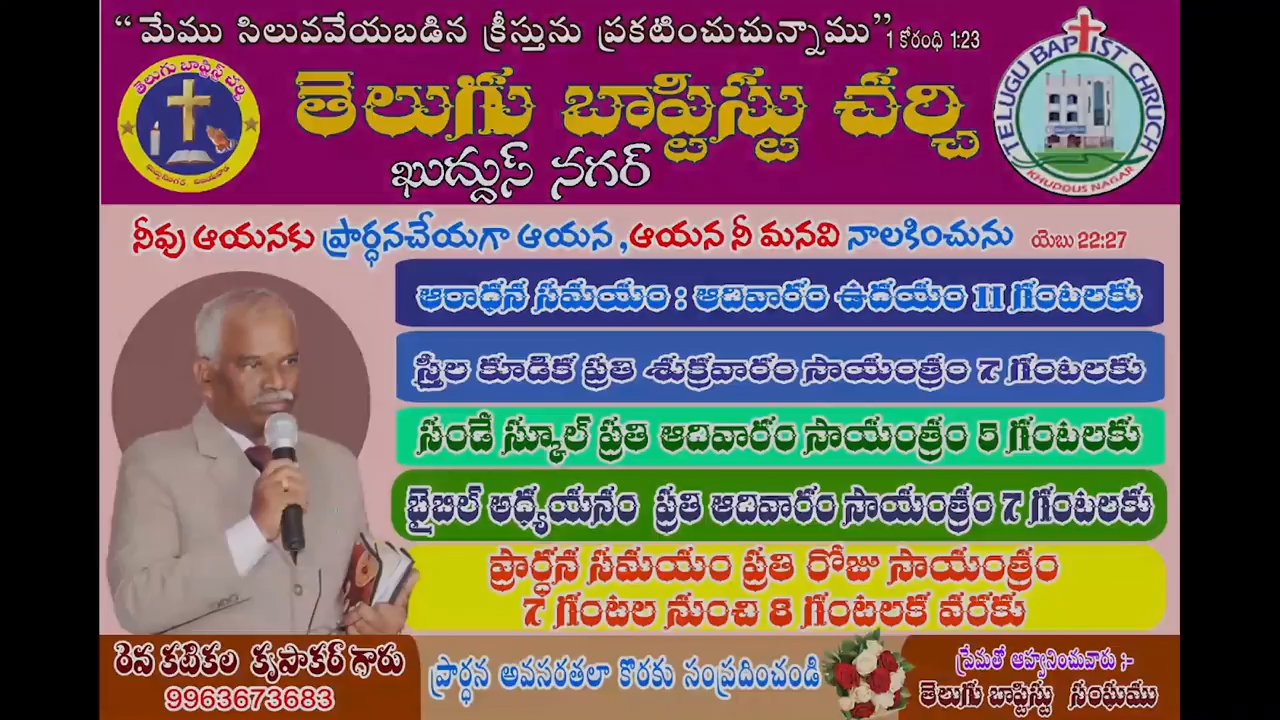 “మేము సిలువవేయబడిన క్రీస్తును ప్రకటించుచున్నాము” 1 కోరంథి 1:23
తెలుగు బాప్టిస్టు చర్చి
ఖుద్దుస్ నగర్
తెలుగు బాప్టిస్ట్ చర్చి
TELUGU BAPTIST CHRUCH
KHUDDUS NAGAR
నీవు ఆయనకు ప్రార్ధనచేయగా ఆయన ,ఆయన నీ మనవి నాలకించును యెబు 22:27
ఆరాధన సమయం : ఆదివారం ఉదయం 11 గంటలకు
స్త్రీల కూడిక ప్రతి శుక్రవారం సాయంత్రం 7 గంటలకు
సండే స్కూల్ ప్రతి ఆదివారం సాయంత్రం 5 గంటలకు
బైబిల్ అధ్యయనం ప్రతి ఆదివారం సాయంత్రం 7 గంటలకు
ప్రార్ధన సమయం ప్రతి రోజు సాయంత్రం
7 గంటల నుంచి 8 గంటలక వరకు
రెవ కటికల కృపాకర్ గారు
9963673683
ప్రార్ధన అవసరతలా కొరకు సంప్రదించండి
ప్రేమతో ఆహ్వనించువారు :-
తెలుగు బాప్టిస్టు సంఘము